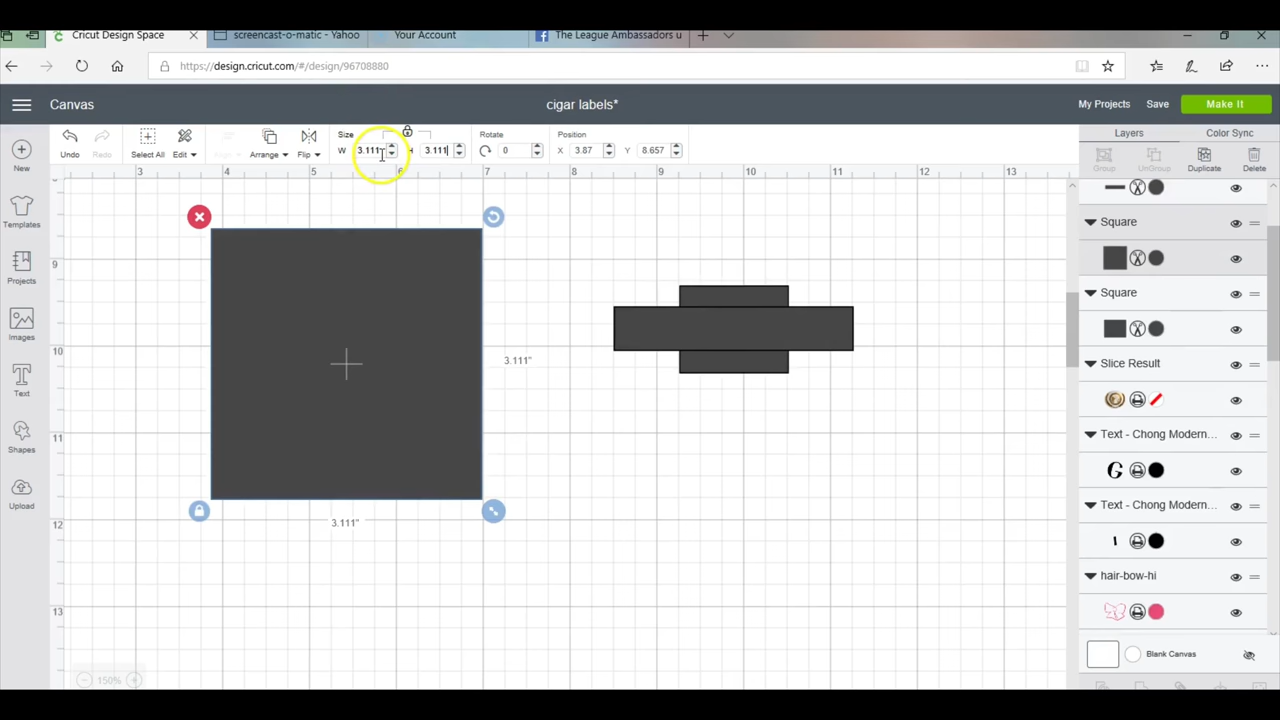 Cricut Design Space
screencast-o-matic - Yahoo
Your Account
The League Ambassadors u
https://design.cricut.com/#/design/96708880
Canvas
cigar labels*
My Projects
Save
Make It
Undo
Redo
Select All
Edit
Align
Arrange
Flip
Size
W 3.111
H 3.111
Rotate
0
Position
X 3.87
Y 8.657
Layers
Color Sync
Group
UnGroup
Duplicate
Delete
New
Templates
Projects
Images
Text
Shapes
Upload
3 4 5 6 7 8 9 10 11 13
9
10
11
12
13
3.111"
3.111"
Square
Square
Slice Result
Text - Chong Modern...
G
Text - Chong Modern...
hair-bow-hi
Blank Canvas
150%